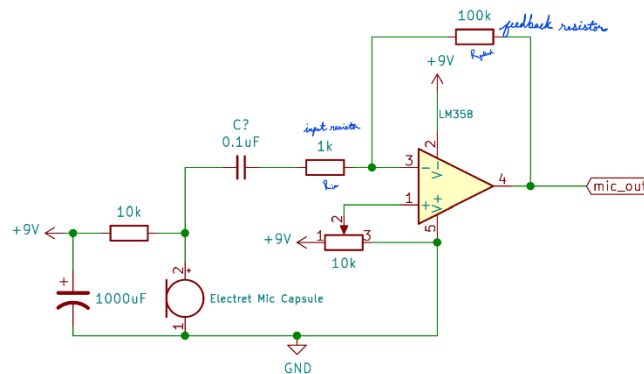 100k
feedback resistor
+9V
R
LM358
C?
0.1uF
input resistor
1k
Rin
2
V-
3
-
4
mic_out
1
+
V+
5
+9V
10k
2
+9V
1
3
10k
+
1000uF
2
+
1
Electret Mic Capsule
GND